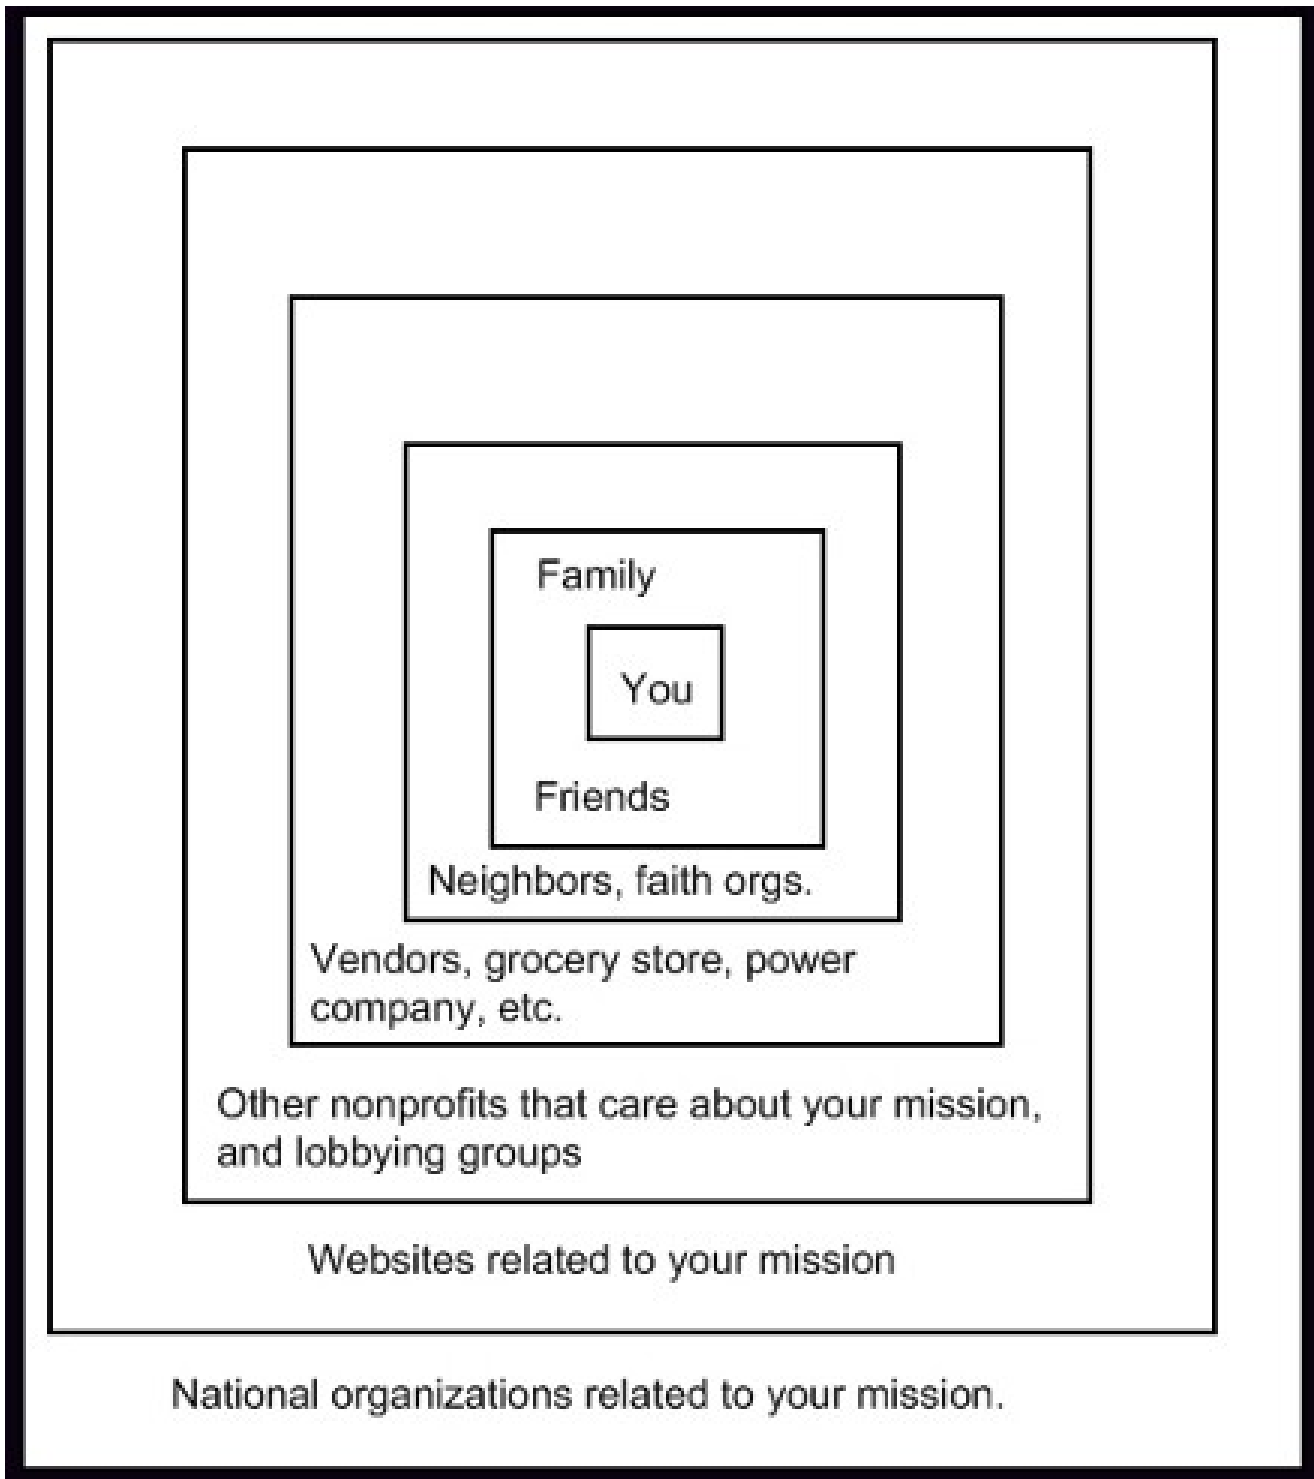 Family
You
Friends
Neighbors, faith orgs.
Vendors, grocery store, power
company, etc.
Other nonprofits that care about your mission,
and lobbying groups
Websites related to your mission
National organizations related to your mission.